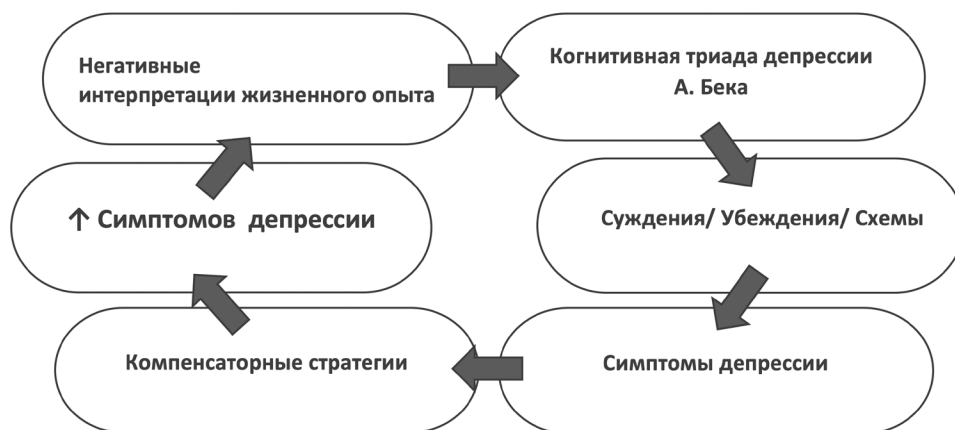 Негативные
интерпретации жизненного опыта
Когнитивная триада депрессии
А. Бека
Суждения/ Убеждения/ Схемы
Симптомы депрессии
Компенсаторные стратегии
↑ Симптомов депрессии